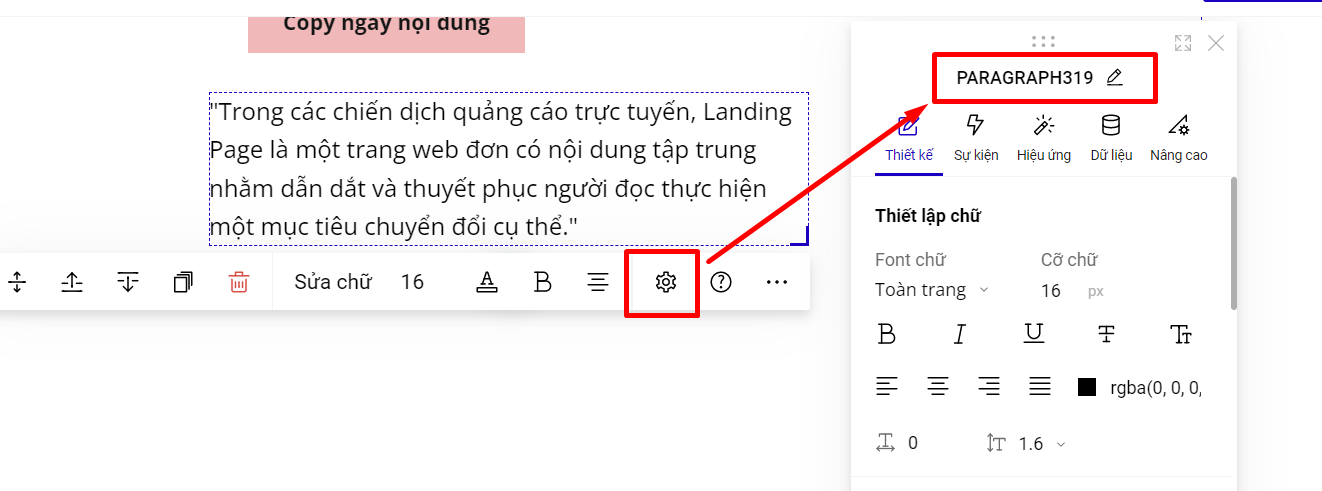 Copy ngay nội dung
"Trong các chiến dịch quảng cáo trực tuyến, Landing
Page là một trang web đơn có nội dung tập trung
nhằm dẫn dắt và thuyết phục người đọc thực hiện
một mục tiêu chuyển đổi cụ thể."
Sửa chữ 16
PARAGRAPH319
Thiết kế Sự kiện Hiệu ứng Dữ liệu Nâng cao
Thiết lập chữ
Font chữ Cỡ chữ
Toàn trang 16 px
rgba(0, 0, 0,
0 1.6